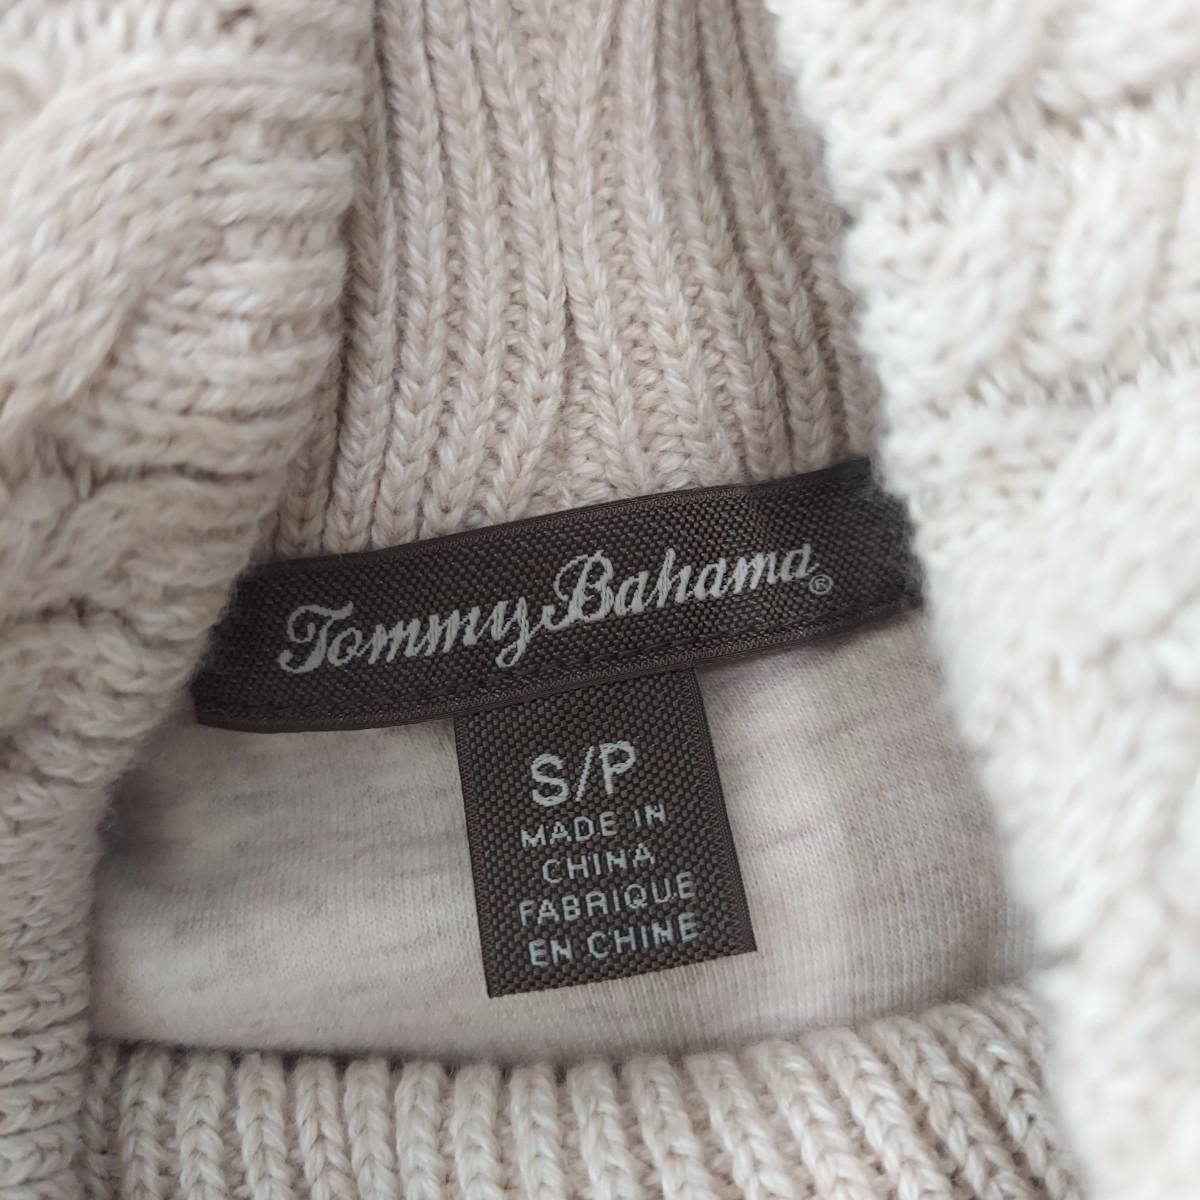 Tommy Bahama®
S/P
MADE IN
CHINA
FABRIQUE
EN CHINE